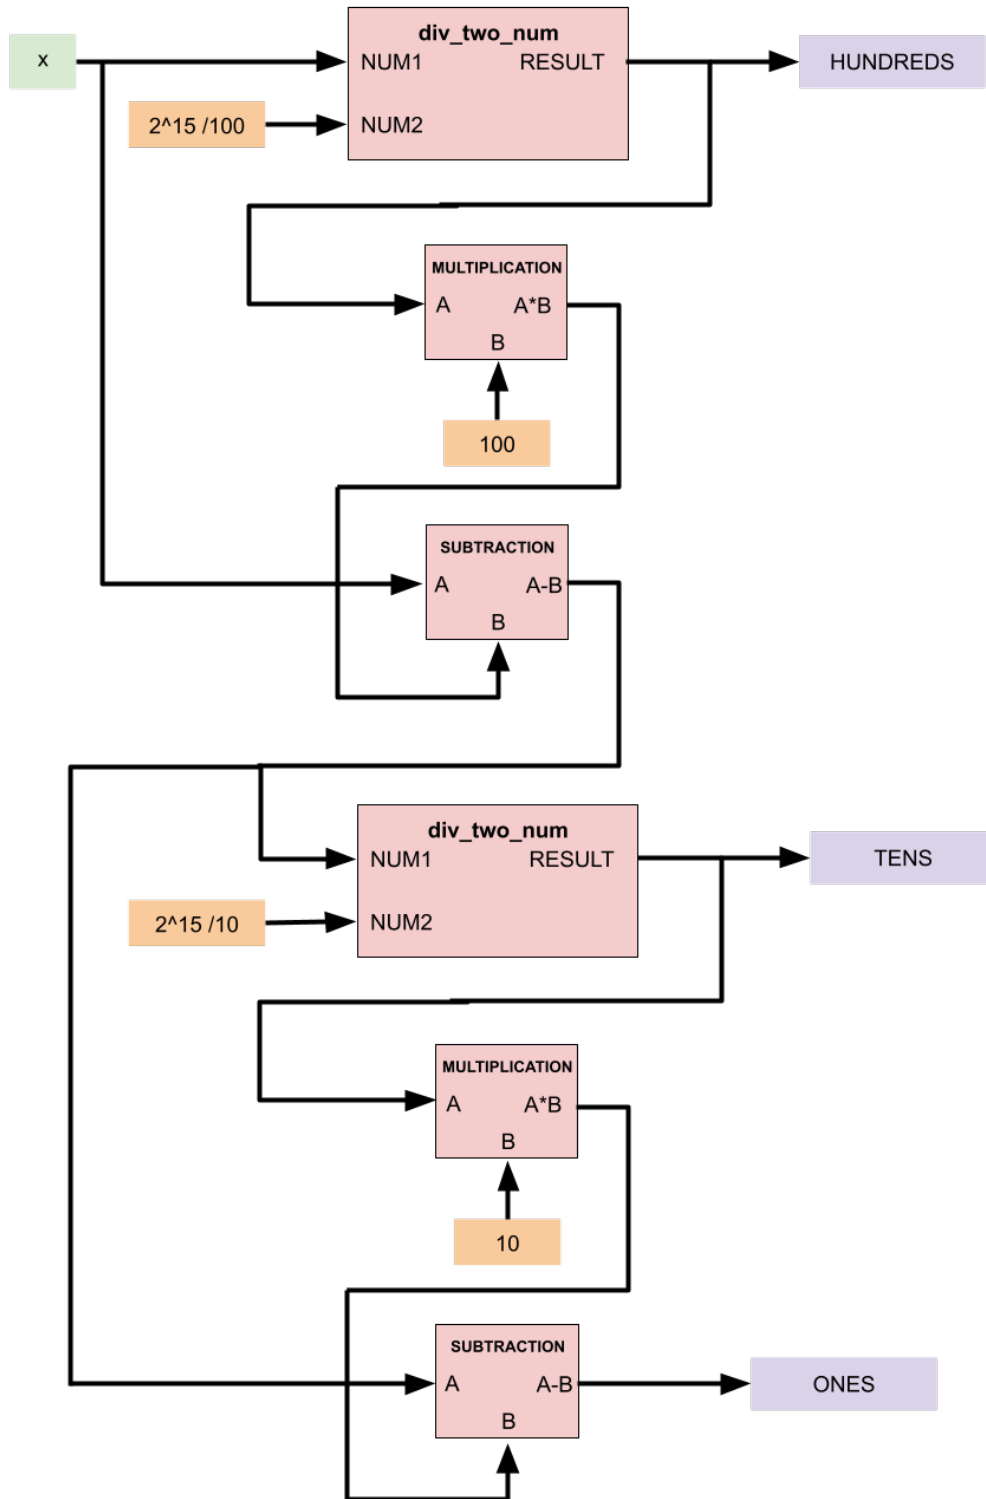 div_two_num
x
NUM1 RESULT
HUNDREDS
2^15 /100
NUM2
MULTIPLICATION
A A*B
B
100
SUBTRACTION
A A-B
B
div_two_num
NUM1 RESULT
TENS
2^15 /10
NUM2
MULTIPLICATION
A A*B
B
10
SUBTRACTION
A A-B
ONES
B